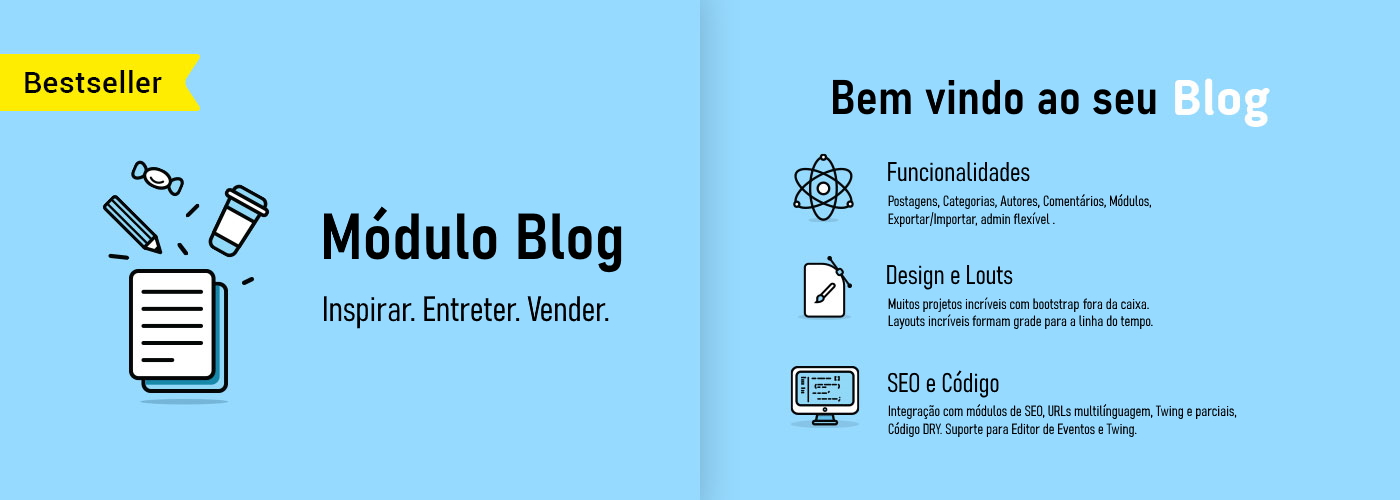 Bestseller
Módulo Blog
Inspirar. Entreter. Vender.
Bem vindo ao seu Blog
Funcionalidades
Postagens, Categorias, Autores, Comentários, Módulos,
Exportar/Importar, admin flexível .
Design e Louts
Muitos projetos incríveis com bootstrap fora da caixa.
Layouts incríveis formam grade para a linha do tempo.
SEO e Código
Integração com módulos de SEO, URLs multilínguagem, Twing e parciais,
Código DRY. Suporte para Editor de Eventos e Twing.